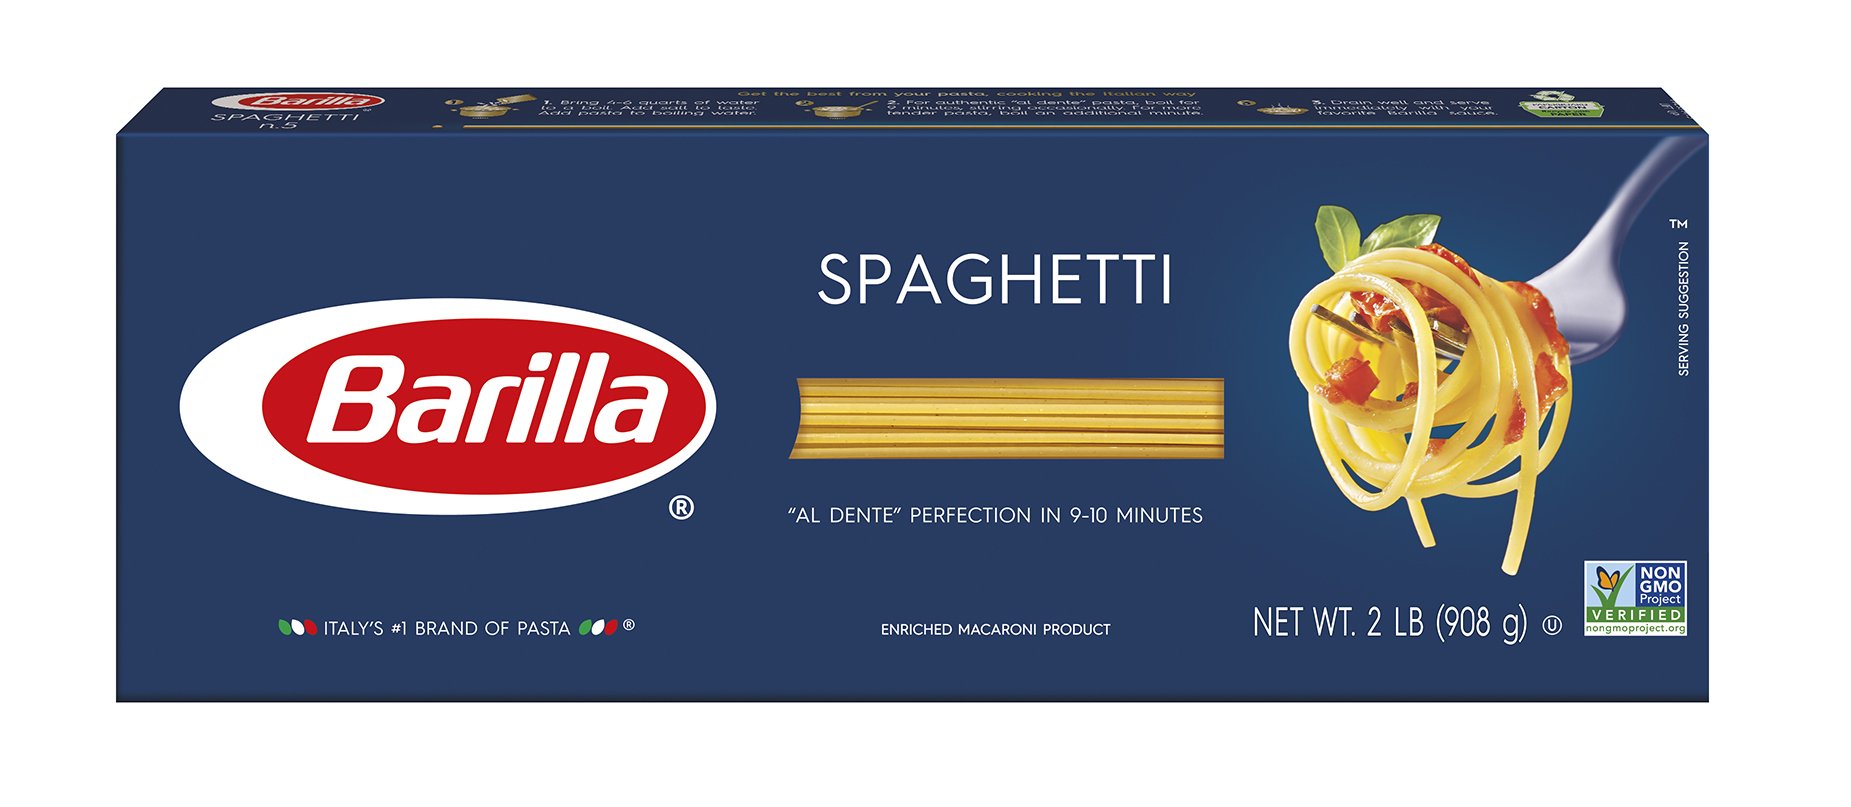 Get the best from your pasta, cooking the Italian way
Barilla
SPAGHETTI
n.5
1. Bring 4-6 quarts of water
to a boil. Add salt to taste.
Add pasta to boiling water.
2. For authentic "al dente" pasta, boil for
9 minutes, stirring occasionally. For more
tender pasta, boil an additional minute.
3. Drain well and serve
immediately with your
favorite Barilla sauce.
CARTON
PAPER
SPAGHETTI
Barilla
®
"AL DENTE" PERFECTION IN 9-10 MINUTES
ITALY'S #1 BRAND OF PASTA ®
ENRICHED MACARONI PRODUCT
NET WT. 2 LB (908 g) U
TM
SERVING SUGGESTION
NON
GMO
Project
VERIFIED
nongmoproject.org